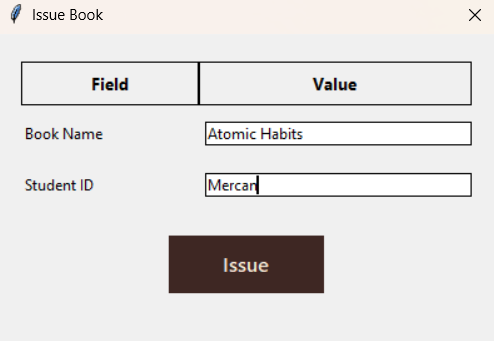 Issue Book
Field Value
Book Name Atomic Habits
Student ID Mercan
Issue